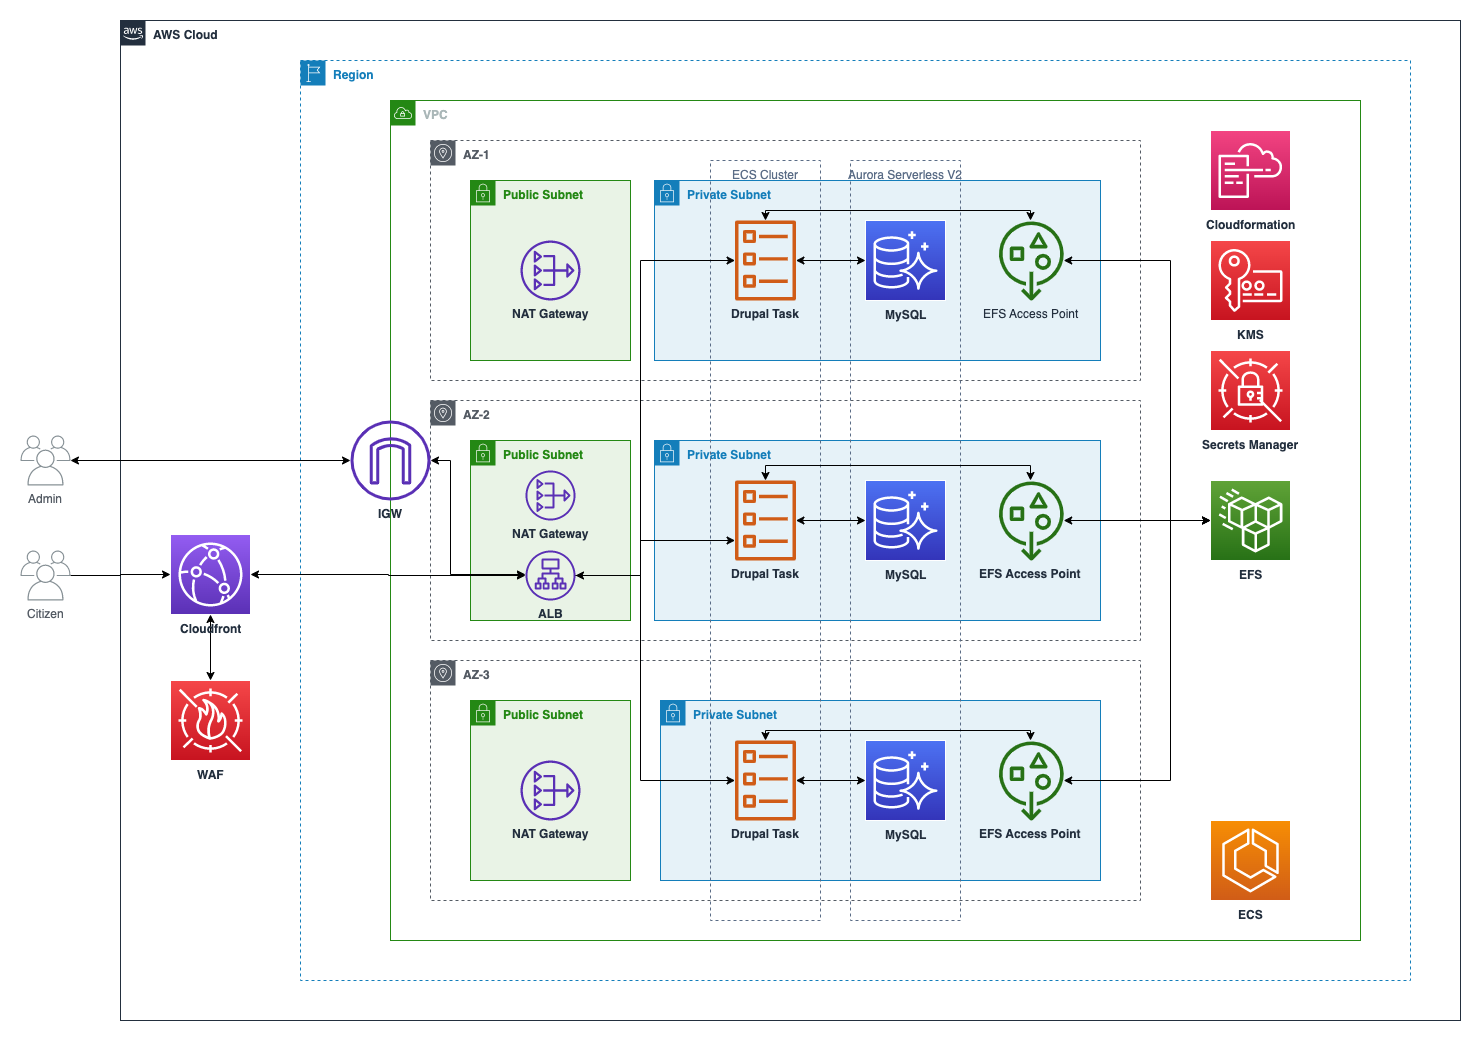 aws
AWS Cloud
Region
VPC
AZ-1
ECS Cluster
Aurora Serverless V2
Public Subnet
Private Subnet
NAT Gateway
Drupal Task
MySQL
EFS Access Point
Cloudformation
KMS
Secrets Manager
AZ-2
Public Subnet
Private Subnet
NAT Gateway
ALB
Drupal Task
MySQL
EFS Access Point
EFS
Admin
IGW
Citizen
Cloudfront
WAF
AZ-3
Public Subnet
Private Subnet
NAT Gateway
Drupal Task
MySQL
EFS Access Point
ECS